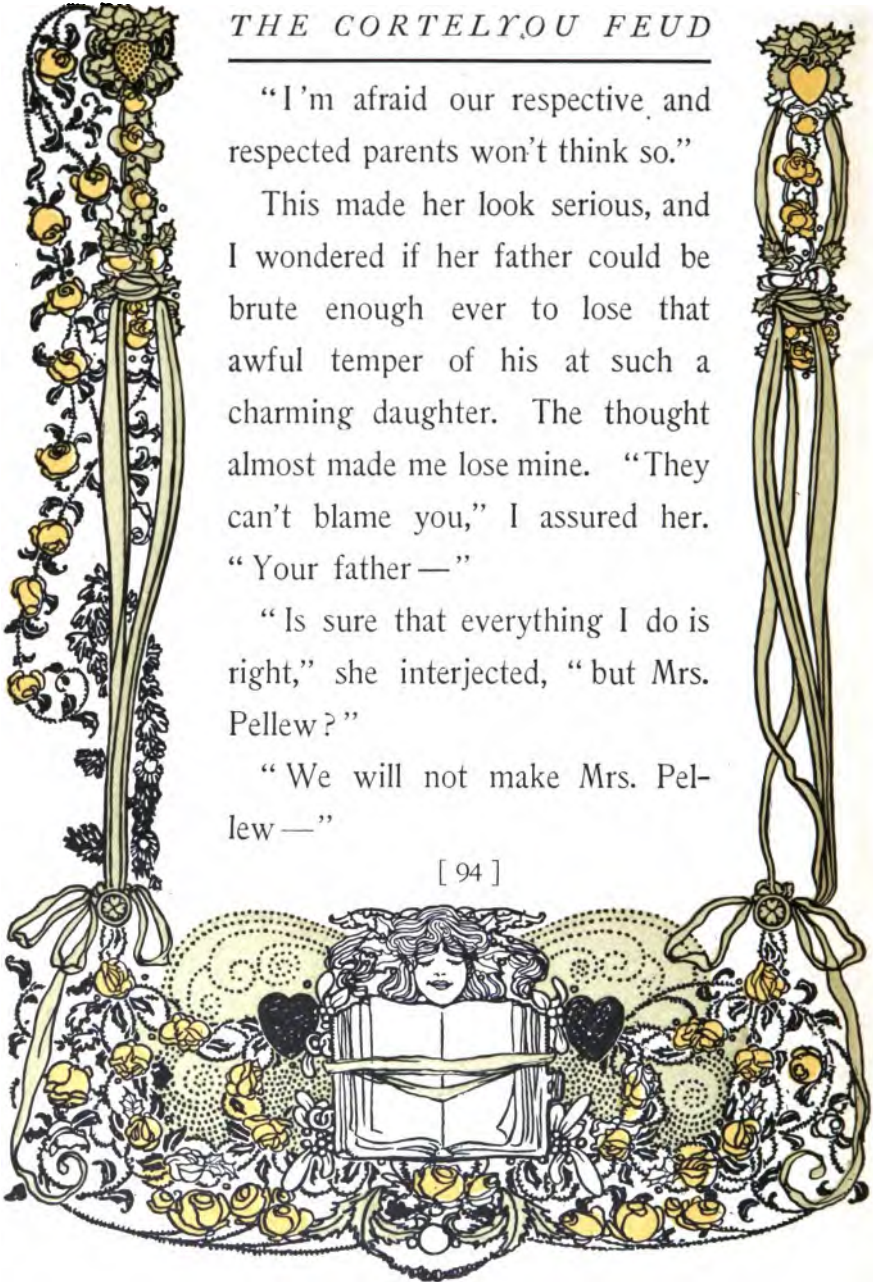 THE CORTELYOU FEUD
“I'm afraid our respective and
respected parents won't think so.”
This made her look serious, and
I wondered if her father could be
brute enough ever to lose that
awful temper of his at such a
charming daughter. The thought
almost made me lose mine. “They
can't blame you,” I assured her.
“Your father—”
“Is sure that everything I do is
right,” she interjected, “but Mrs.
Pellew?”
“We will not make Mrs. Pel-
lew—”
[ 94 ]